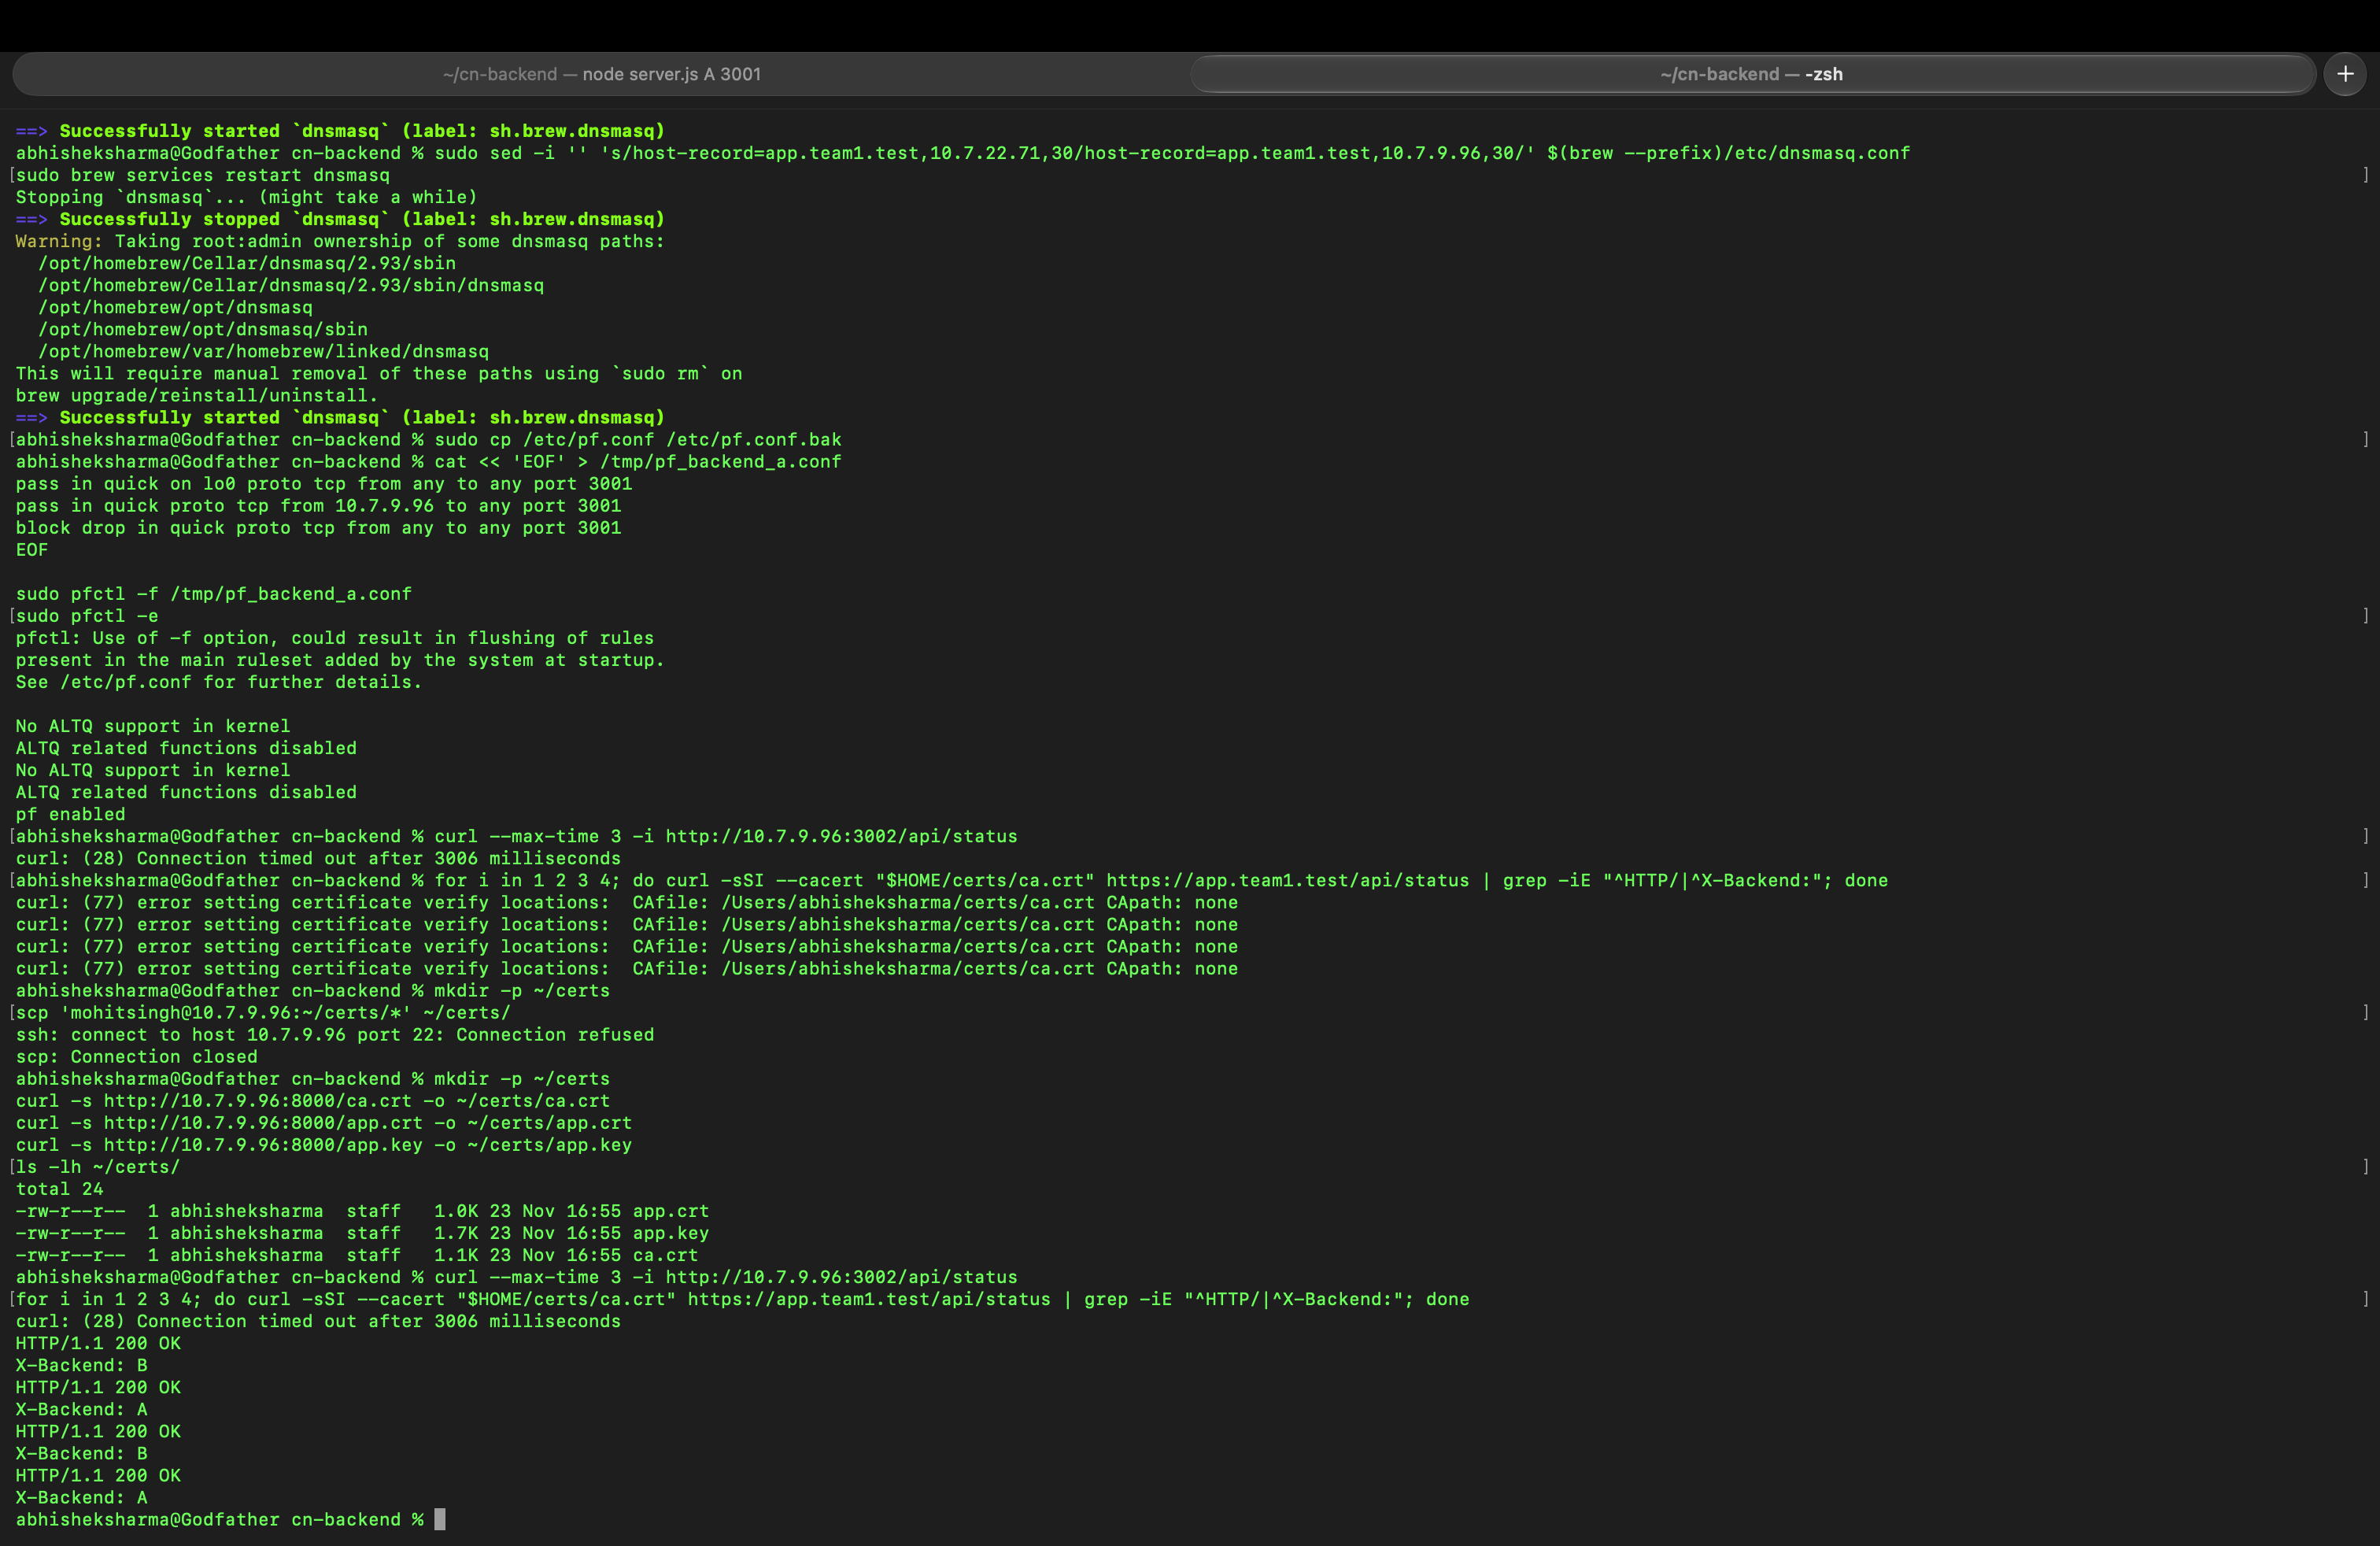 ~/cn-backend — node server.js A 3001
~/cn-backend — -zsh
+
==> Successfully started `dnsmasq` (label: sh.brew.dnsmasq)
abhisheksharma@Godfather cn-backend % sudo sed -i '' 's/host-record=app.team1.test,10.7.22.71,30/host-record=app.team1.test,10.7.9.96,30/' $(brew --prefix)/etc/dnsmasq.conf
[sudo brew services restart dnsmasq ]
Stopping `dnsmasq`... (might take a while)
==> Successfully stopped `dnsmasq` (label: sh.brew.dnsmasq)
Warning: Taking root:admin ownership of some dnsmasq paths:
  /opt/homebrew/Cellar/dnsmasq/2.93/sbin
  /opt/homebrew/Cellar/dnsmasq/2.93/sbin/dnsmasq
  /opt/homebrew/opt/dnsmasq
  /opt/homebrew/opt/dnsmasq/sbin
  /opt/homebrew/var/homebrew/linked/dnsmasq
This will require manual removal of these paths using `sudo rm` on
brew upgrade/reinstall/uninstall.
==> Successfully started `dnsmasq` (label: sh.brew.dnsmasq)
[abhisheksharma@Godfather cn-backend % sudo cp /etc/pf.conf /etc/pf.conf.bak ]
abhisheksharma@Godfather cn-backend % cat << 'EOF' > /tmp/pf_backend_a.conf
pass in quick on lo0 proto tcp from any to any port 3001
pass in quick proto tcp from 10.7.9.96 to any port 3001
block drop in quick proto tcp from any to any port 3001
EOF
sudo pfctl -f /tmp/pf_backend_a.conf
[sudo pfctl -e ]
pfctl: Use of -f option, could result in flushing of rules
present in the main ruleset added by the system at startup.
See /etc/pf.conf for further details.
No ALTQ support in kernel
ALTQ related functions disabled
No ALTQ support in kernel
ALTQ related functions disabled
pf enabled
[abhisheksharma@Godfather cn-backend % curl --max-time 3 -i http://10.7.9.96:3002/api/status ]
curl: (28) Connection timed out after 3006 milliseconds
[abhisheksharma@Godfather cn-backend % for i in 1 2 3 4; do curl -sSI --cacert "$HOME/certs/ca.crt" https://app.team1.test/api/status | grep -iE "^HTTP/|^X-Backend:"; done ]
curl: (77) error setting certificate verify locations:  CAfile: /Users/abhisheksharma/certs/ca.crt CApath: none
curl: (77) error setting certificate verify locations:  CAfile: /Users/abhisheksharma/certs/ca.crt CApath: none
curl: (77) error setting certificate verify locations:  CAfile: /Users/abhisheksharma/certs/ca.crt CApath: none
curl: (77) error setting certificate verify locations:  CAfile: /Users/abhisheksharma/certs/ca.crt CApath: none
abhisheksharma@Godfather cn-backend % mkdir -p ~/certs
[scp 'mohitsingh@10.7.9.96:~/certs/*' ~/certs/ ]
ssh: connect to host 10.7.9.96 port 22: Connection refused
scp: Connection closed
abhisheksharma@Godfather cn-backend % mkdir -p ~/certs
curl -s http://10.7.9.96:8000/ca.crt -o ~/certs/ca.crt
curl -s http://10.7.9.96:8000/app.crt -o ~/certs/app.crt
curl -s http://10.7.9.96:8000/app.key -o ~/certs/app.key
[ls -lh ~/certs/ ]
total 24
-rw-r--r--  1 abhisheksharma  staff   1.0K 23 Nov 16:55 app.crt
-rw-r--r--  1 abhisheksharma  staff   1.7K 23 Nov 16:55 app.key
-rw-r--r--  1 abhisheksharma  staff   1.1K 23 Nov 16:55 ca.crt
abhisheksharma@Godfather cn-backend % curl --max-time 3 -i http://10.7.9.96:3002/api/status
[for i in 1 2 3 4; do curl -sSI --cacert "$HOME/certs/ca.crt" https://app.team1.test/api/status | grep -iE "^HTTP/|^X-Backend:"; done ]
curl: (28) Connection timed out after 3006 milliseconds
HTTP/1.1 200 OK
X-Backend: B
HTTP/1.1 200 OK
X-Backend: A
HTTP/1.1 200 OK
X-Backend: B
HTTP/1.1 200 OK
X-Backend: A
abhisheksharma@Godfather cn-backend %